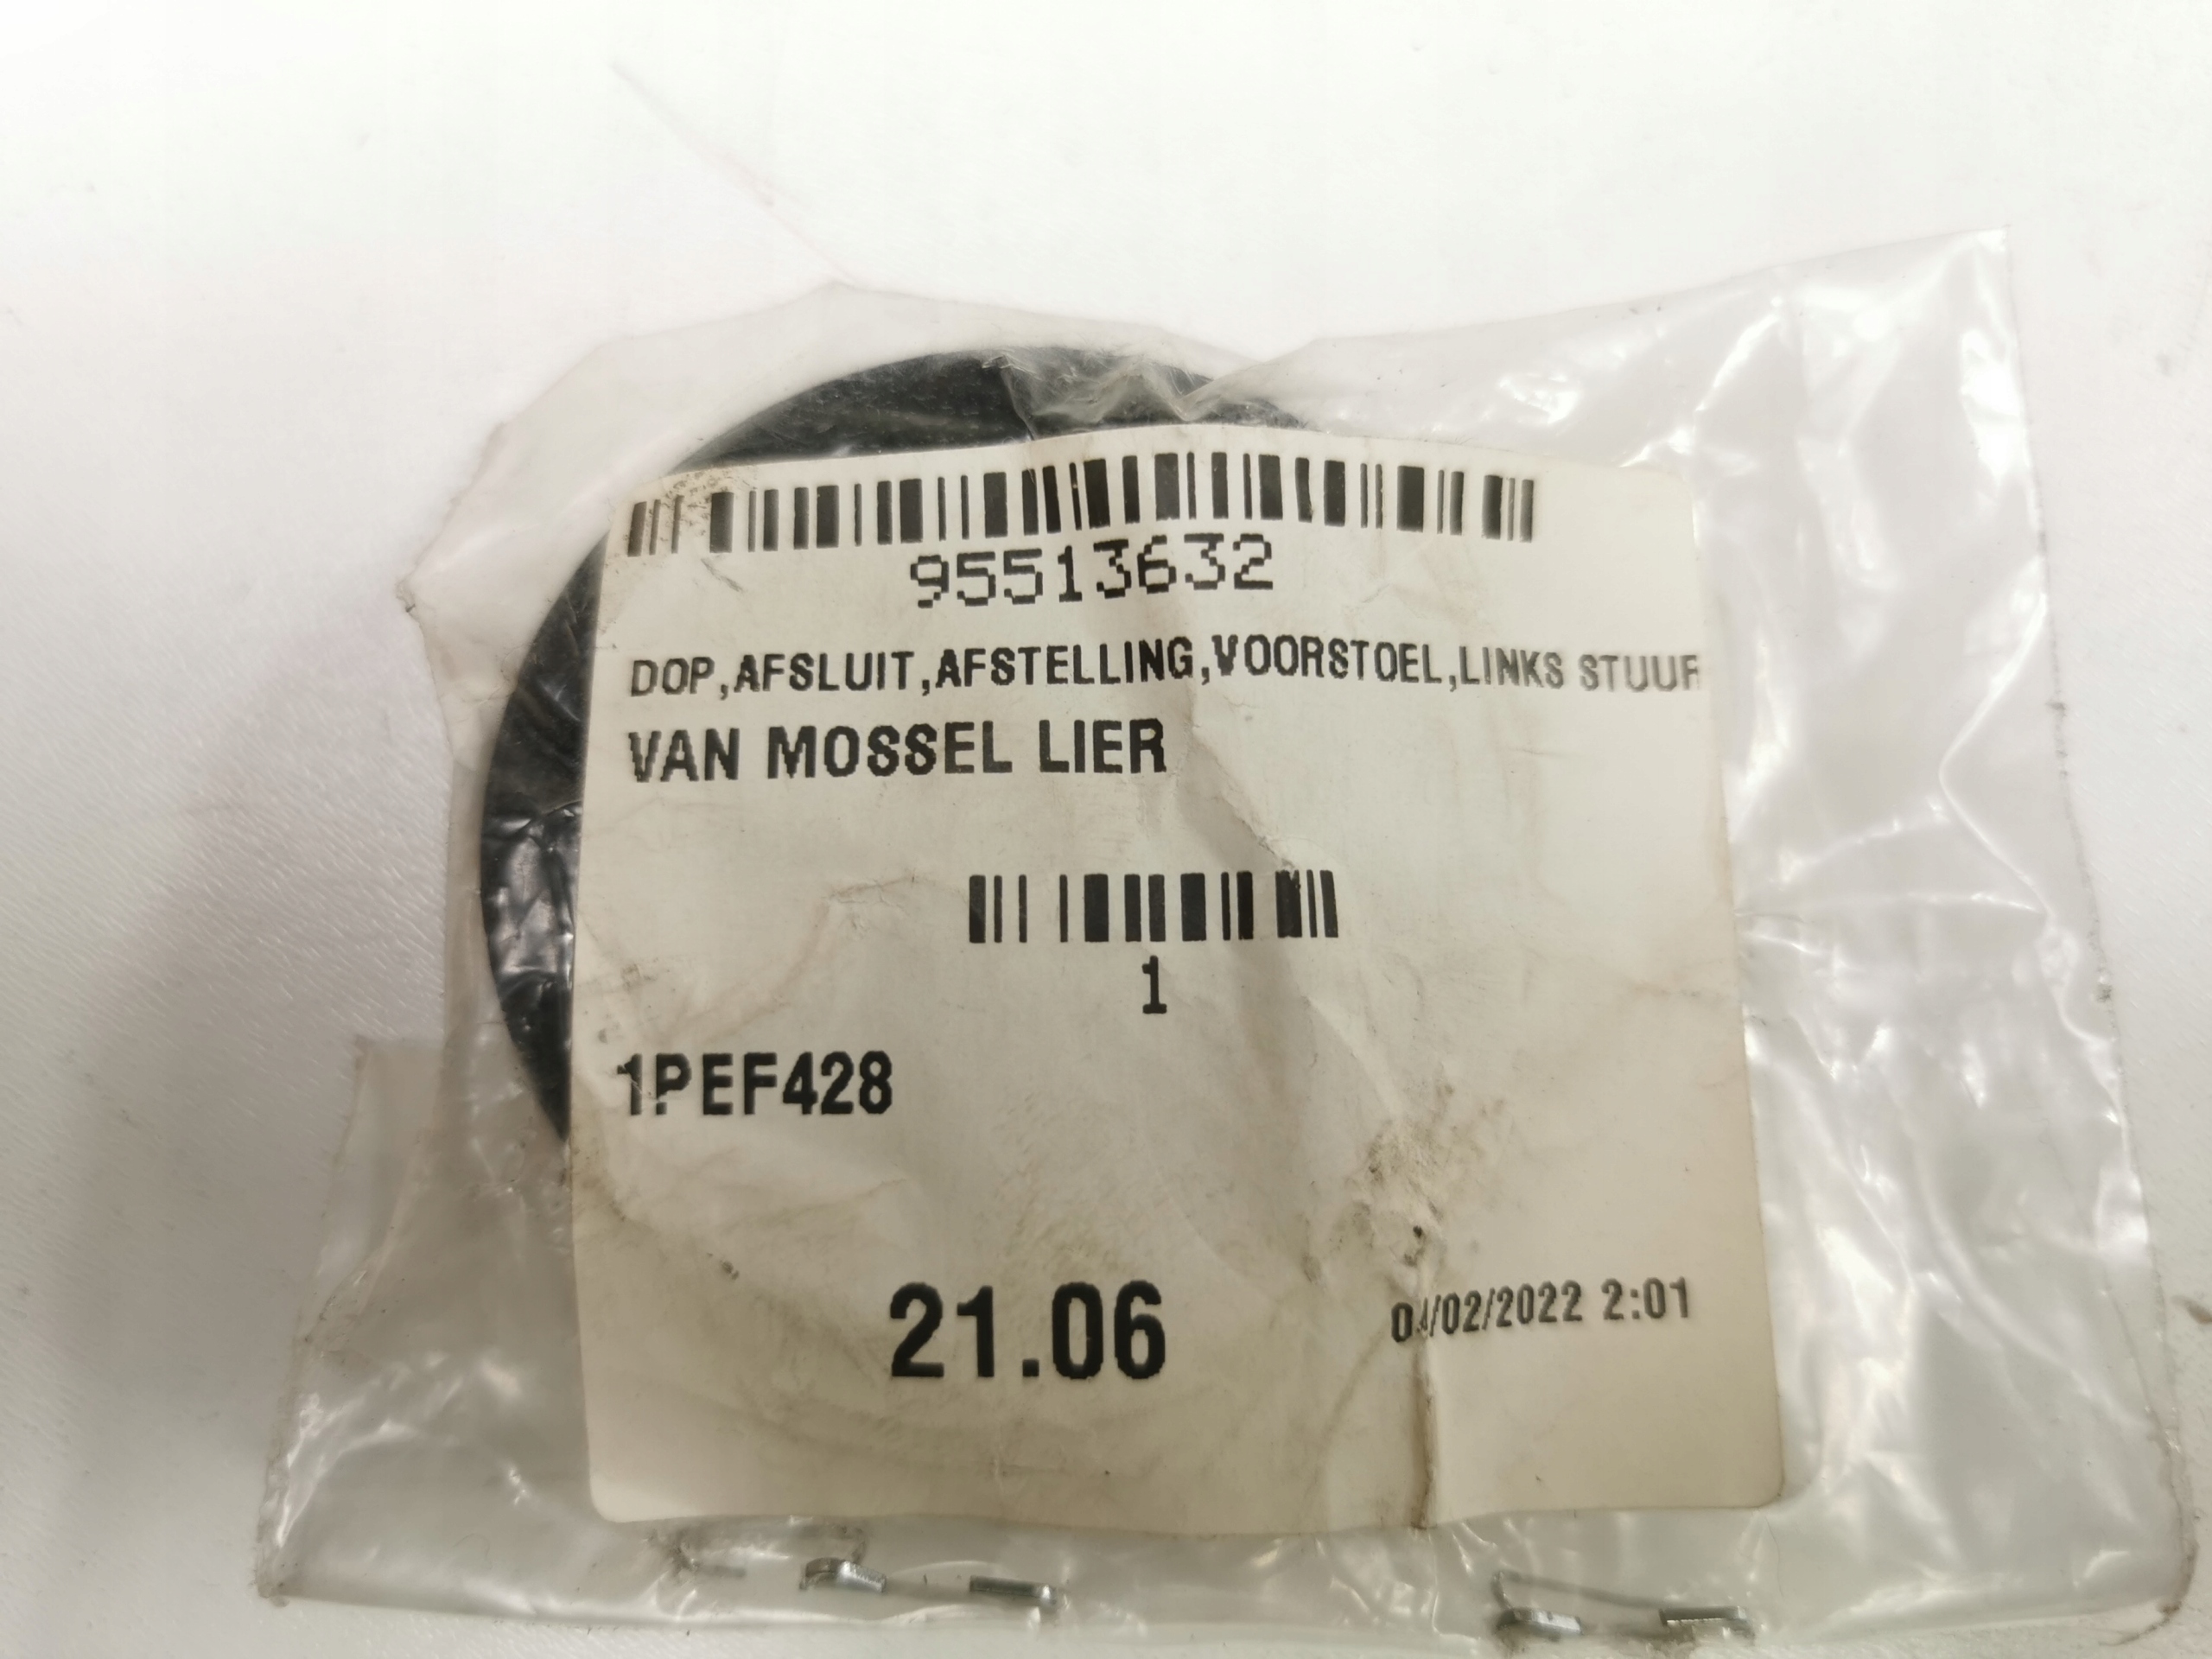 95513632
DOP,AFSLUIT,AFSTELLING,VOORSTOEL,LINKS STUUR
VAN MOSSEL LIER
1
1PEF428
21.06
04/02/2022 2:01